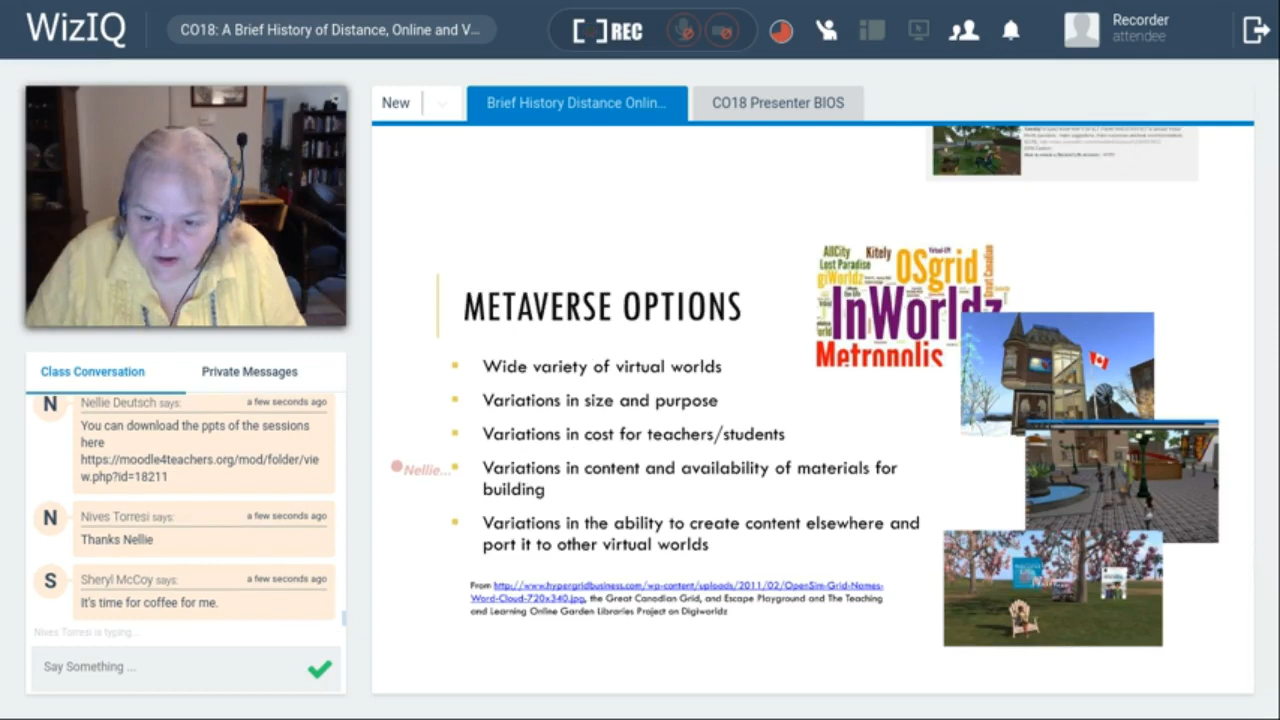 WizIQ
CO18: A Brief History of Distance, Online and V...
REC
Recorder
attendee
New
Brief History Distance Onlin...
CO18 Presenter BIOS
Class Conversation
Private Messages
N
Nellie Deutsch says:
a few seconds ago
You can download the ppts of the sessions
here
https://moodle4teachers.org/mod/folder/vie
w.php?id=18211
N
Nives Torresi says:
a few seconds ago
Thanks Nellie
S
Sheryl McCoy says:
a few seconds ago
It's time for coffee for me.
Nives Torresi is typing...
Say Something ...
METAVERSE OPTIONS
Wide variety of virtual worlds
Variations in size and purpose
Variations in cost for teachers/students
Nellie...
Variations in content and availability of materials for
building
Variations in the ability to create content elsewhere and
port it to other virtual worlds
From http://www.hypergridbusiness.com/wp-content/uploads/2011/02/OpenSim-Grid-Names-
Word-Cloud-720x340.jpg, the Great Canadian Grid, and Escape Playground and The Teaching
and Learning Online Garden Libraries Project on Digiworldz
AllCity
Kitely
Virtual-Life
Lost Paradise
OSgrid
Great Canadian
giWorldz
InWorldz
Metropolis